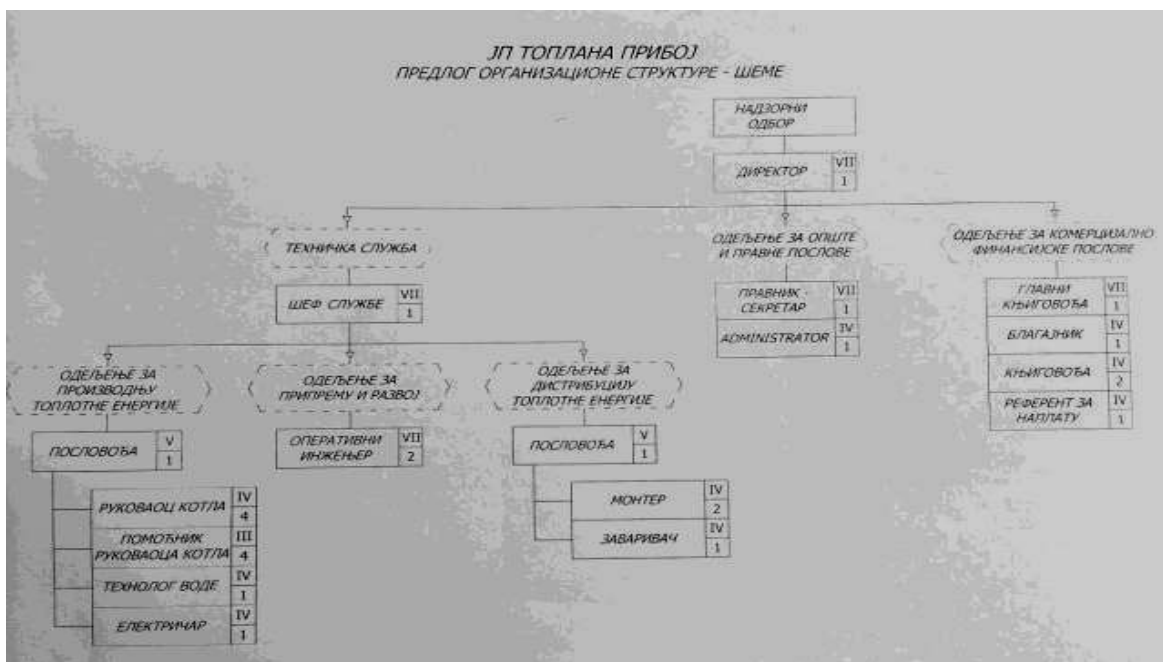 ЈП ТОПЛАНА ПРИБОЈ
ПРЕДЛОГ ОРГАНИЗАЦИОНЕ СТРУКТУРЕ - ШЕМЕ
НАДЗОРНИ
ОДБОР
ДИРЕКТОР
VII
1
ТЕХНИЧКА СЛУЖБА
ШЕФ СЛУЖБЕ
VII
1
ОДЕЉЕЊЕ ЗА
ПРОИЗВОДЊУ
ТОПЛОТНЕ ЕНЕРГИЈЕ
ПОСЛОВОЂА
V
1
РУКОВАОЦ КОТЛА
IV
4
ПОМОЋНИК
РУКОВАОЦА КОТЛА
III
4
ТЕХНОЛОГ ВОДЕ
IV
1
ЕЛЕКТРИЧАР
IV
1
ОДЕЉЕЊЕ ЗА
ПРИПРЕМУ И РАЗВОЈ
ОПЕРАТИВНИ
ИНЖЕЊЕР
VII
2
ОДЕЉЕЊЕ ЗА
ДИСТРИБУЦИЈУ
ТОПЛОТНЕ ЕНЕРГИЈЕ
ПОСЛОВОЂА
V
1
МОНТЕР
IV
2
ЗАВАРИВАЧ
IV
1
ОДЕЉЕЊЕ ЗА ОПШТЕ
И ПРАВНЕ ПОСЛОВЕ
ПРАВНИК -
СЕКРЕТАР
VII
1
ADMINISTRATOR
IV
1
ОДЕЉЕЊЕ ЗА КОМЕРЦИЈАЛНО
ФИНАНСИЈСКЕ ПОСЛОВЕ
ГЛАВНИ
КЊИГОВОЂА
VII
1
БЛАГАЈНИК
IV
1
КЊИГОВОЂА
IV
2
РЕФЕРЕНТ ЗА
НАПЛАТУ
IV
1